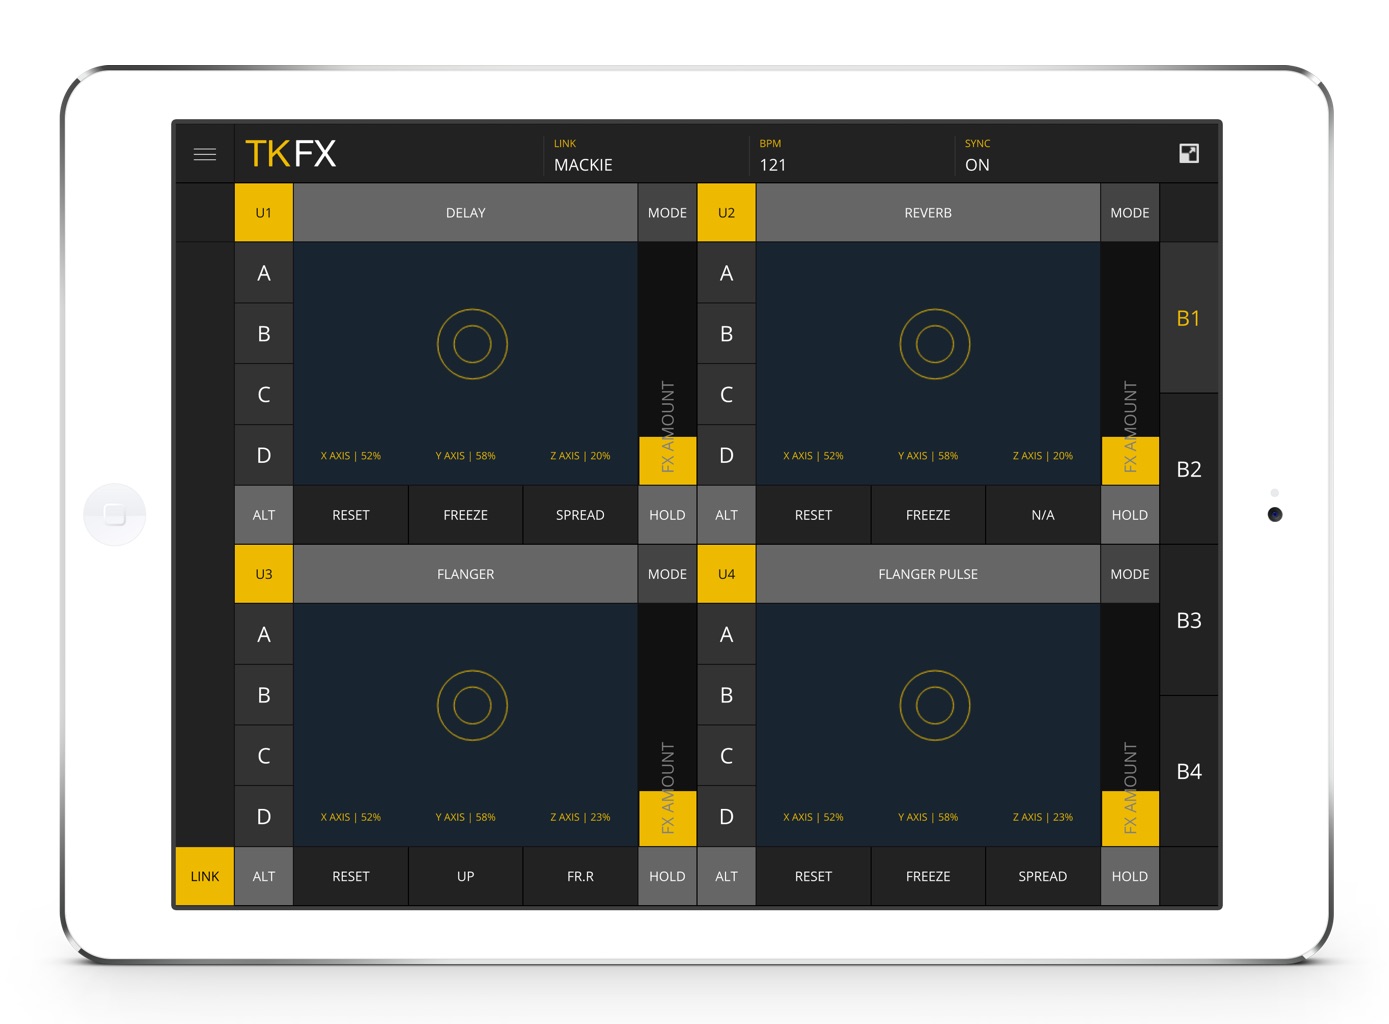 TKFX
LINK
MACKIE
BPM
121
SYNC
ON
U1 DELAY MODE U2 REVERB MODE
A
B
C
D
X AXIS | 52% Y AXIS | 58% Z AXIS | 20%
FX AMOUNT
A
B
C
D
X AXIS | 52% Y AXIS | 58% Z AXIS | 20%
FX AMOUNT
ALT RESET FREEZE SPREAD HOLD ALT RESET FREEZE N/A HOLD
U3 FLANGER MODE U4 FLANGER PULSE MODE
A
B
C
D
X AXIS | 52% Y AXIS | 58% Z AXIS | 23%
FX AMOUNT
A
B
C
D
X AXIS | 52% Y AXIS | 58% Z AXIS | 23%
FX AMOUNT
LINK ALT RESET UP FR.R HOLD ALT RESET FREEZE SPREAD HOLD
B1
B2
B3
B4